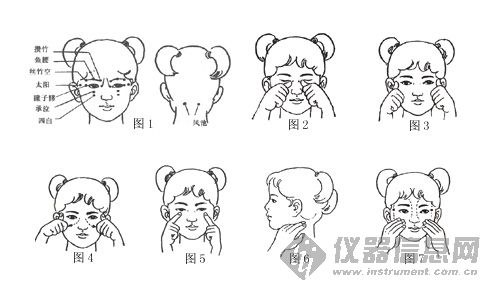 攒竹
鱼腰
丝竹空
太阳
瞳子髎
承泣
四白
图1
风池
图2
图3
图4
图5
图6
图7
仪器信息网
www.instrument.com.cn